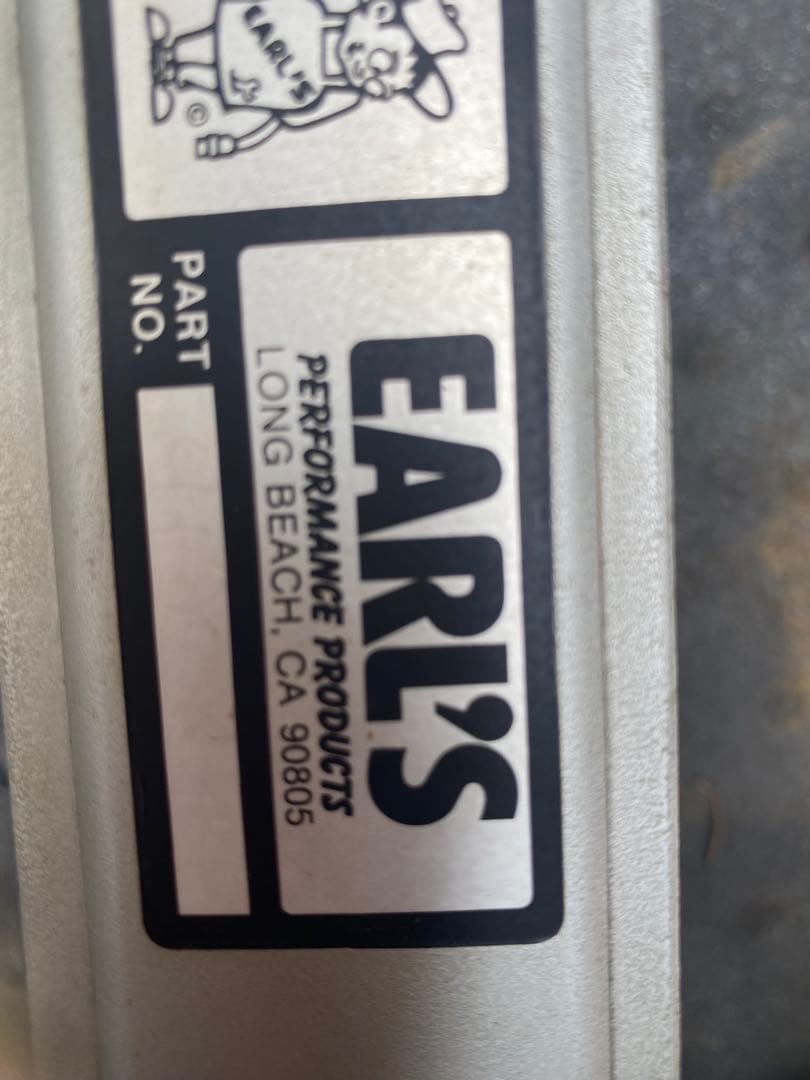 EARL'S
©
EARL'S
PERFORMANCE PRODUCTS
LONG BEACH, CA 90805
PART
NO.